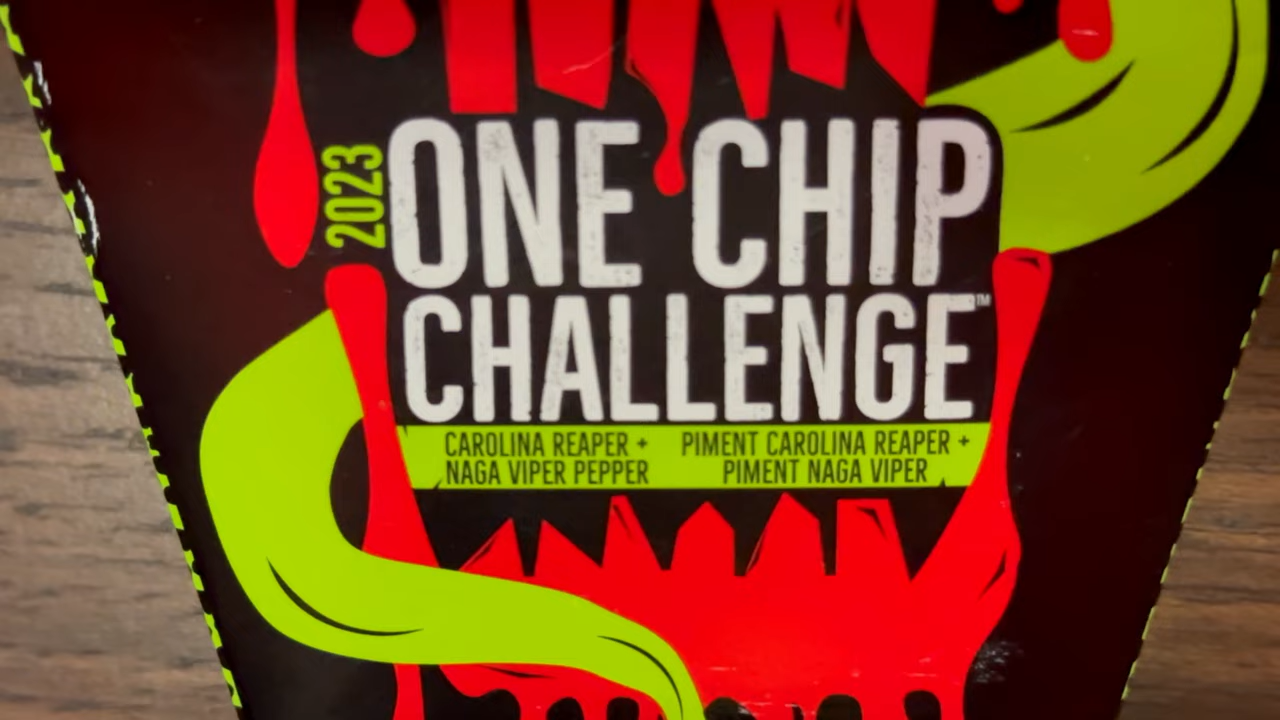 2023
ONE CHIP
CHALLENGE™
CAROLINA REAPER +
NAGA VIPER PEPPER
PIMENT CAROLINA REAPER +
PIMENT NAGA VIPER